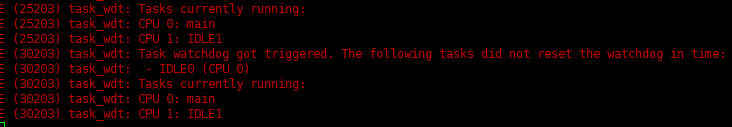 E (25203) task_wdt: Tasks currently running:
E (25203) task_wdt: CPU 0: main
E (25203) task_wdt: CPU 1: IDLE1
E (30203) task_wdt: Task watchdog got triggered. The following tasks did not reset the watchdog in time:
E (30203) task_wdt:  - IDLE0 (CPU 0)
E (30203) task_wdt: Tasks currently running:
E (30203) task_wdt: CPU 0: main
E (30203) task_wdt: CPU 1: IDLE1